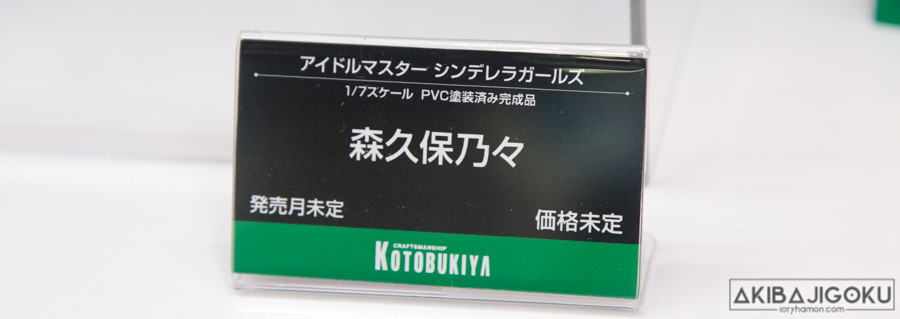 アイドルマスター シンデレラガールズ
1/7スケール PVC塗装済み完成品
森久保乃々
発売月未定
価格未定
CRAFTSMANSHIP
KOTOBUKIYA
AKIBAJIGOKU
ioryhamon.com